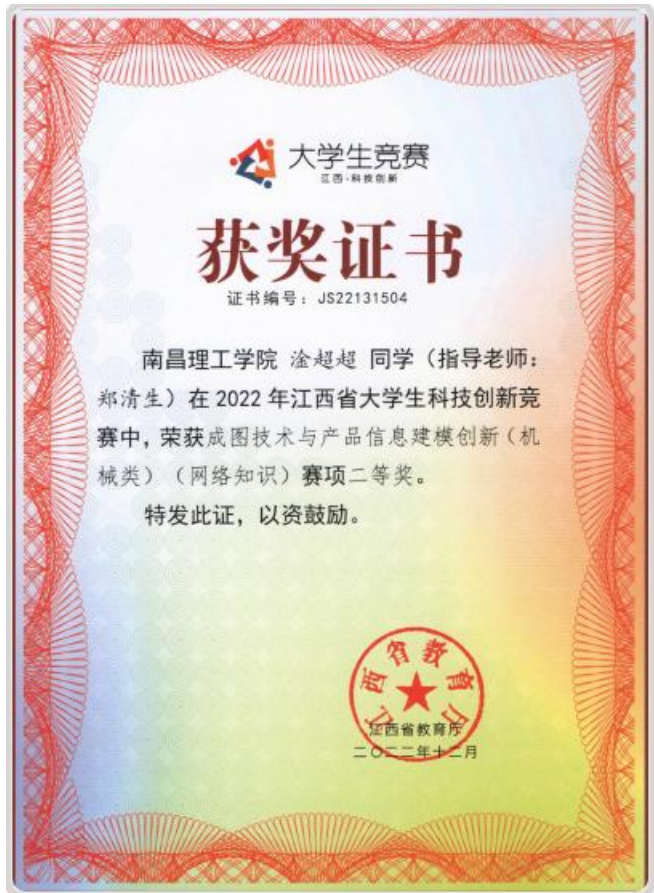 大学生竞赛
江西·科技创新
获奖证书
证书编号：JS22131504
南昌理工学院 淦超超 同学（指导老师：
郑清生）在 2022 年江西省大学生科技创新竞
赛中，荣获成图技术与产品信息建模创新（机
械类）（网络知识）赛项二等奖。
特发此证，以资鼓励。
江西省教育厅
江西省教育厅
二〇二二年十二月